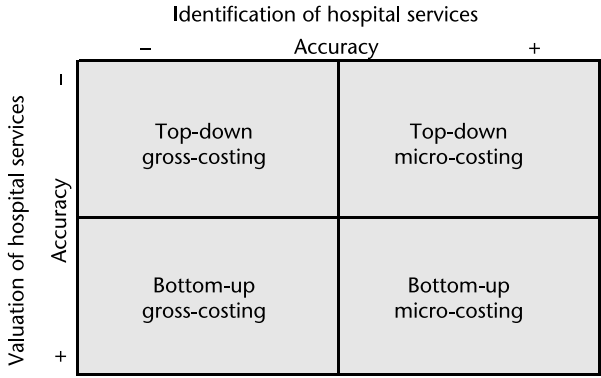 Identification of hospital services
– Accuracy +
Valuation of hospital services
– Accuracy +
Top-down
gross-costing
Top-down
micro-costing
Bottom-up
gross-costing
Bottom-up
micro-costing